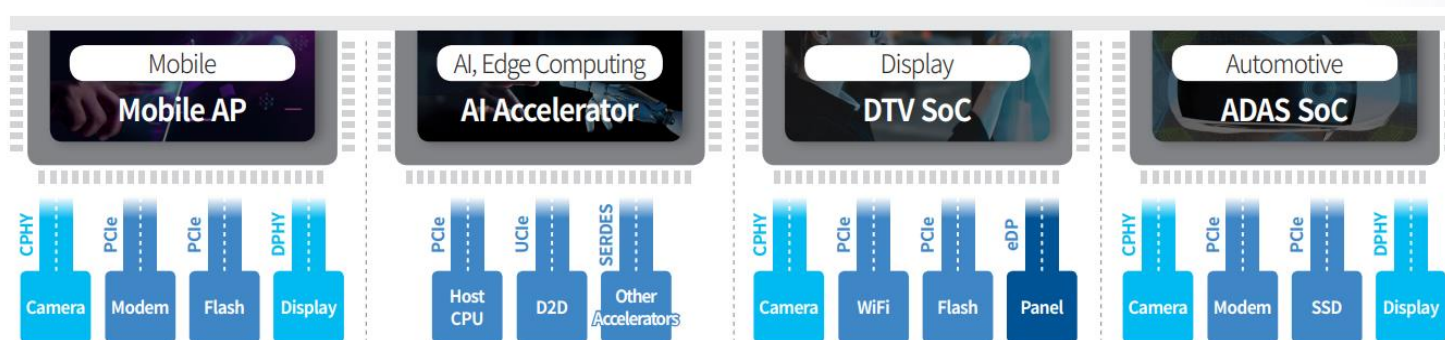 Mobile
Mobile AP
CPHY
PCIe
PCIe
DPHY
Camera
Modem
Flash
Display
AI, Edge Computing
AI Accelerator
PCIe
UCIe
SERDES
Host
CPU
D2D
Other
Accelerators
Display
DTV SoC
CPHY
PCIe
PCIe
eDP
Camera
WiFi
Flash
Panel
Automotive
ADAS SoC
CPHY
PCIe
PCIe
DPHY
Camera
Modem
SSD
Display